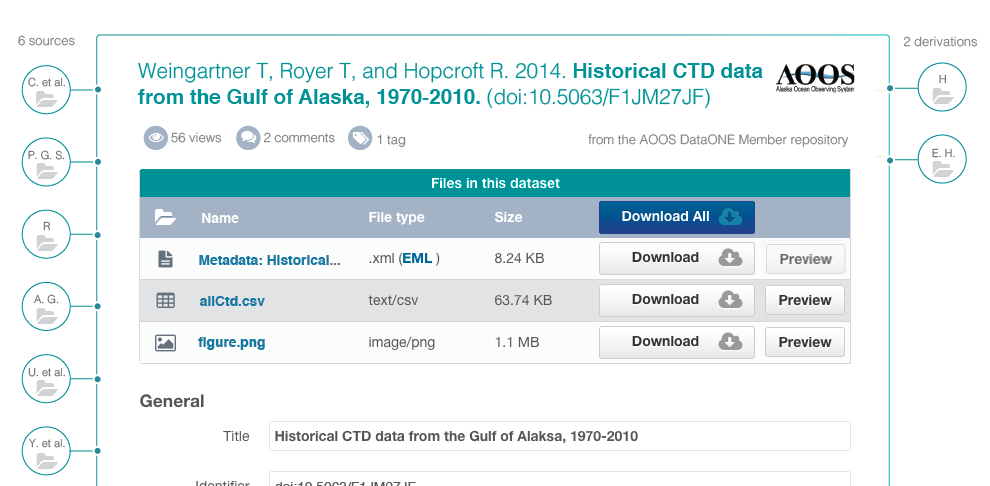 6 sources
2 derivations
C. et al.
P. G. S.
R
A. G.
U. et al.
Y. et al.
H
E. H.
Weingartner T, Royer T, and Hopcroft R. 2014. Historical CTD data
from the Gulf of Alaska, 1970-2010. (doi:10.5063/F1JM27JF)
AOOS
Alaska Ocean Observing System
56 views 2 comments 1 tag
from the AOOS DataONE Member repository
Files in this dataset
Name File type Size Download All
Metadata: Historical... .xml (EML ) 8.24 KB Download Preview
allCtd.csv text/csv 63.74 KB Download Preview
figure.png image/png 1.1 MB Download Preview
General
Title Historical CTD data from the Gulf of Alaksa, 1970-2010
Identifier doi:10.5063/F1JM27JF